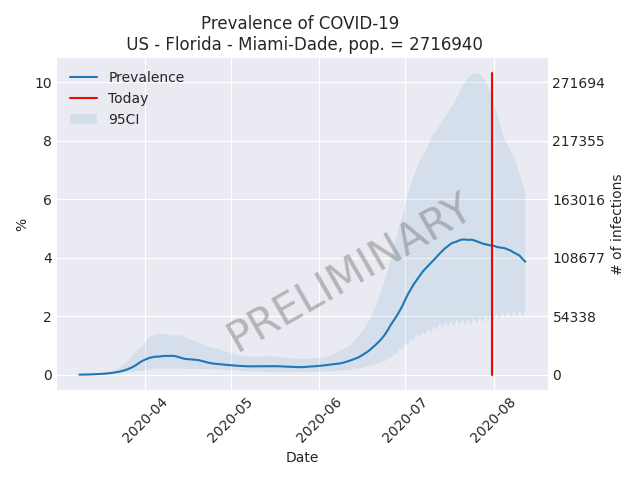 Prevalence of COVID-19
US - Florida - Miami-Dade, pop. = 2716940
Prevalence
Today
95CI
PRELIMINARY
%
10
8
6
4
2
0
271694
217355
163016
108677
54338
0
# of infections
2020-04
2020-05
2020-06
2020-07
2020-08
Date